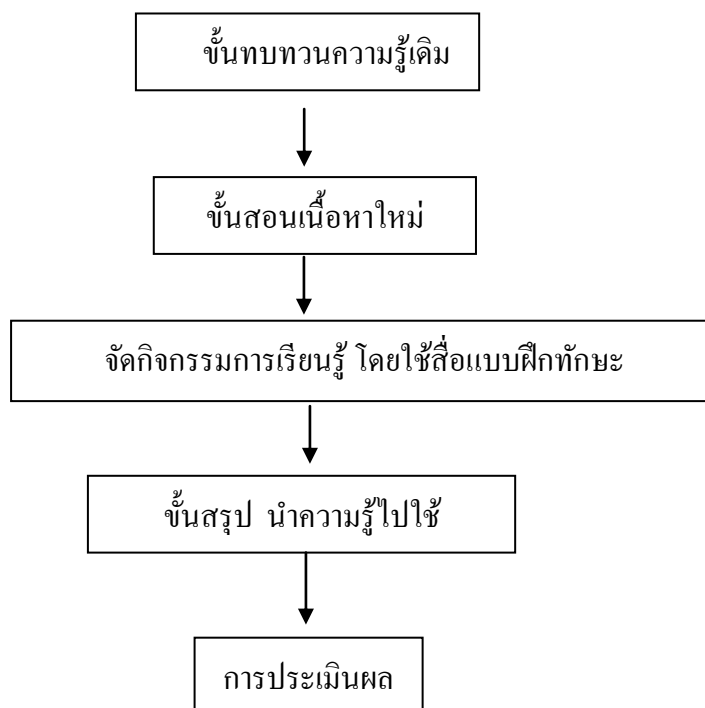 ขั้นทบทวนความรู้เดิม
ขั้นสอนเนื้อหาใหม่
จัดกิจกรรมการเรียนรู้ โดยใช้สื่อแบบฝึกทักษะ
ขั้นสรุป นำความรู้ไปใช้
การประเมินผล